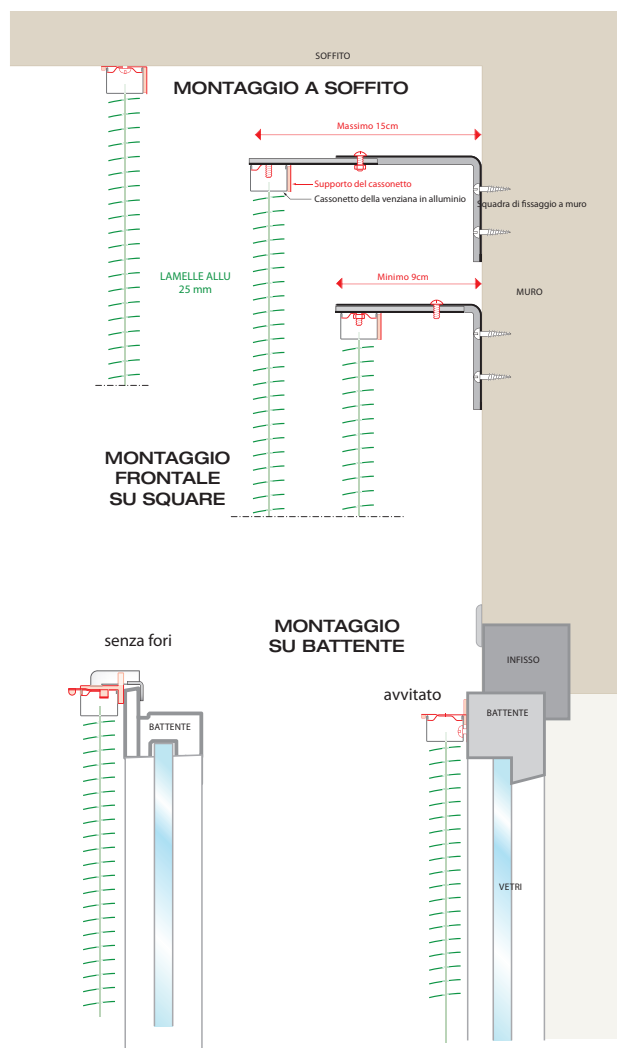 SOFFITO
MONTAGGIO A SOFFITO
Massimo 15cm
Supporto del cassonetto
Cassonetto della venziana in alluminio
Squadra di fissaggio a muro
LAMELLE ALLU
25 mm
Minimo 9cm
MURO
MONTAGGIO
FRONTALE
SU SQUARE
MONTAGGIO
SU BATTENTE
senza fori
INFISSO
avvitato
BATTENTE
BATTENTE
VETRI